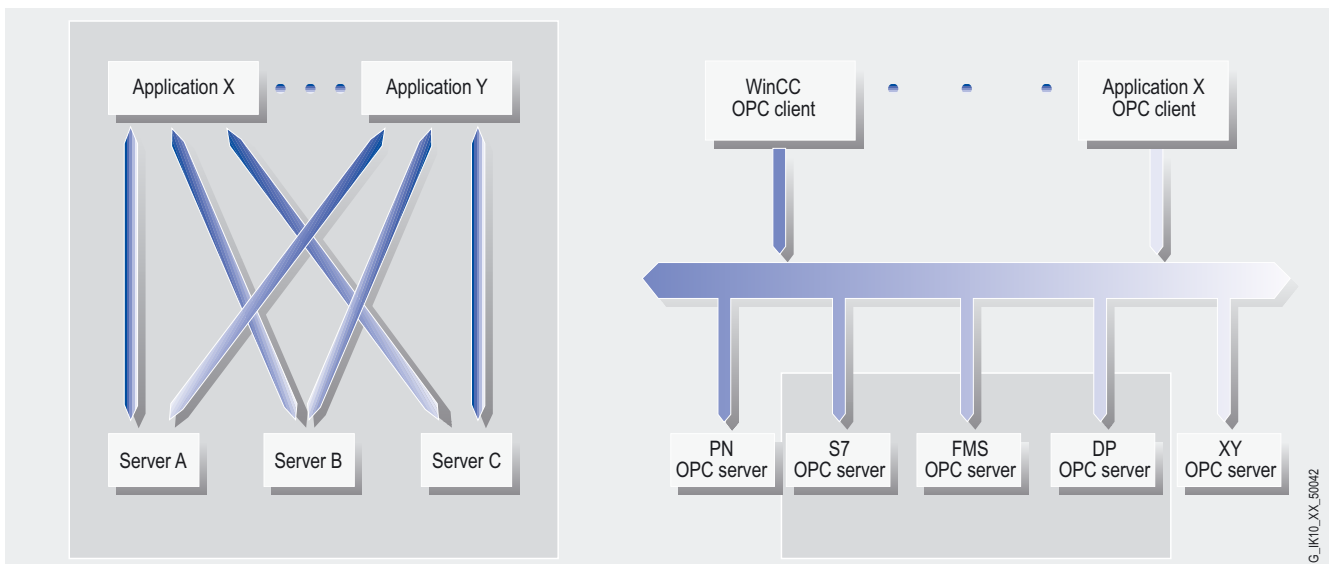 Application X
Application Y
WinCC
OPC client
Application X
OPC client
Server A
Server B
Server C
PN
OPC server
S7
OPC server
FMS
OPC server
DP
OPC server
XY
OPC server
G_IK10_XX_50042